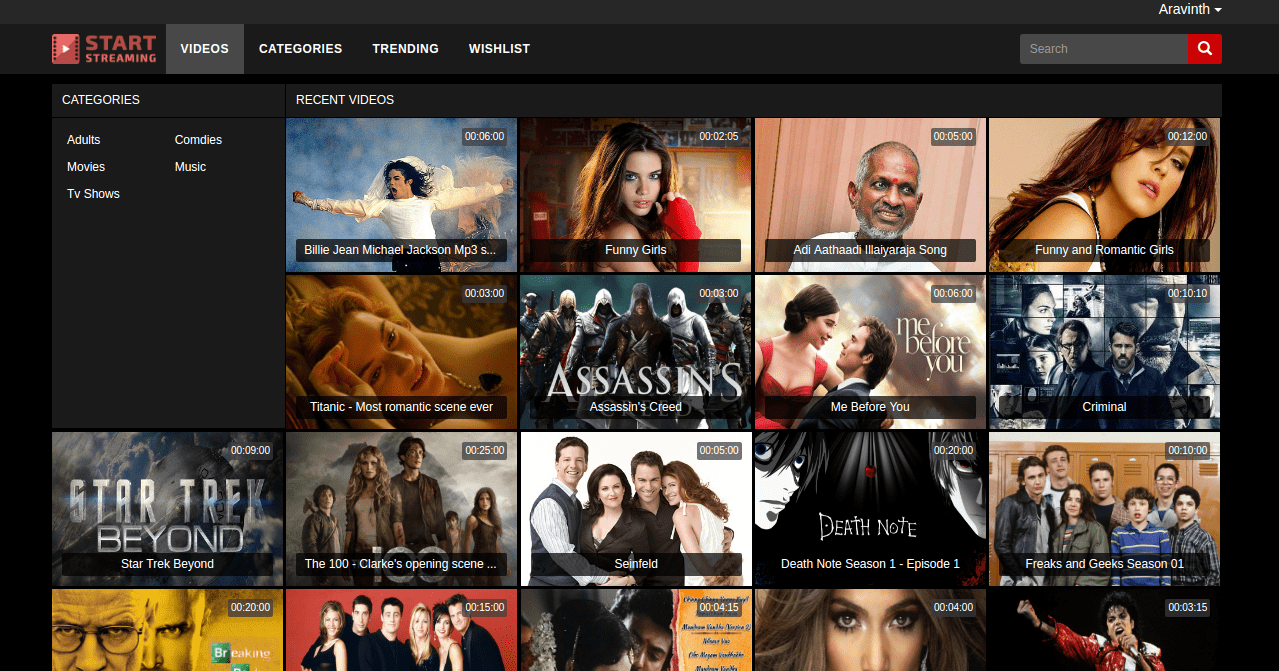 Aravinth
START
STREAMING
VIDEOS
CATEGORIES
TRENDING
WISHLIST
Search
CATEGORIES
RECENT VIDEOS
Adults
Comdies
Movies
Music
Tv Shows
00:06:00
Billie Jean Michael Jackson Mp3 s...
00:02:05
Funny Girls
00:05:00
Adi Aathaadi Illaiyaraja Song
00:12:00
Funny and Romantic Girls
00:03:00
Titanic - Most romantic scene ever
00:03:00
ASSASSIN'S
CREED
Assassin's Creed
00:06:00
me
before
you
Me Before You
00:10:10
Criminal
00:09:00
STAR TREK
BEYOND
Star Trek Beyond
00:25:00
100
The 100 - Clarke's opening scene ...
00:05:00
Seinfeld
00:20:00
DEATH NOTE
Death Note Season 1 - Episode 1
00:10:00
Freaks and Geeks Season 01
00:20:00
Breaking
00:15:00
00:04:15
00:04:00
00:03:15